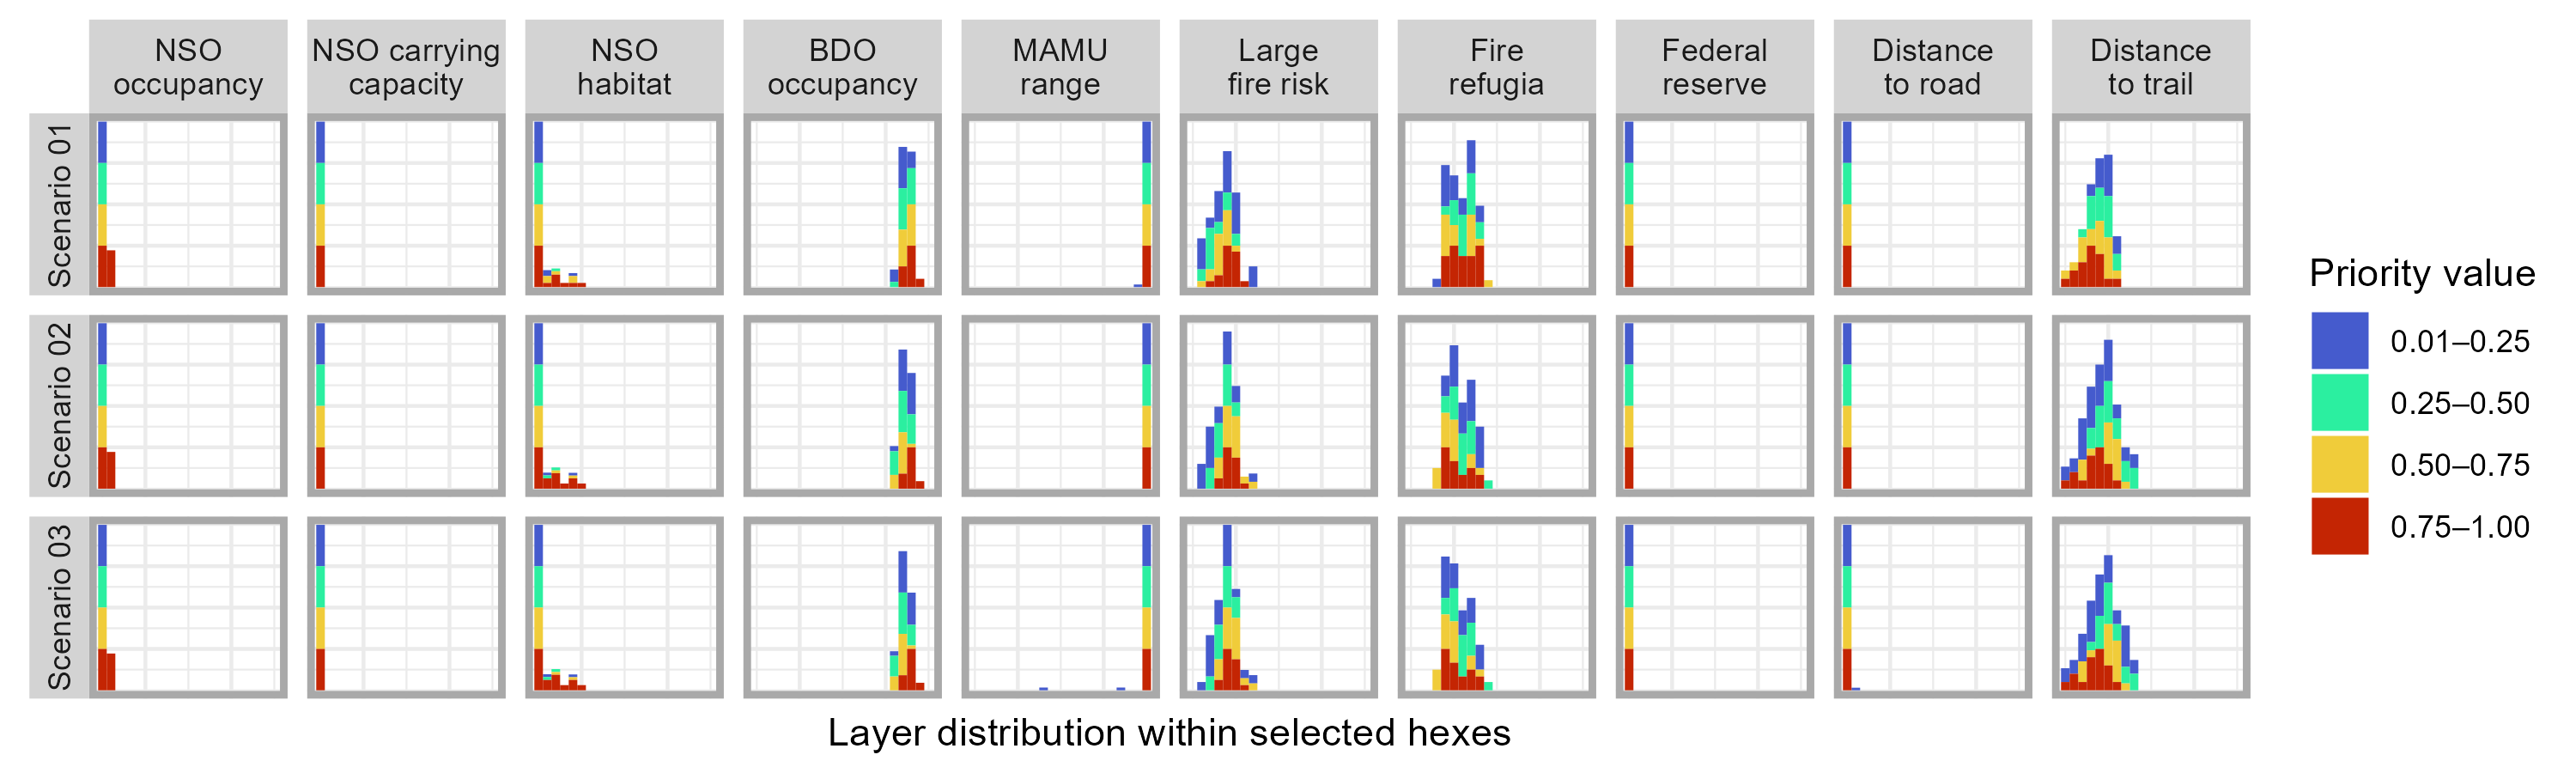 NSO
occupancy
NSO carrying
capacity
NSO
habitat
BDO
occupancy
MAMU
range
Large
fire risk
Fire
refugia
Federal
reserve
Distance
to road
Distance
to trail
Scenario 01
Scenario 02
Scenario 03
Layer distribution within selected hexes
Priority value
0.01–0.25
0.25–0.50
0.50–0.75
0.75–1.00